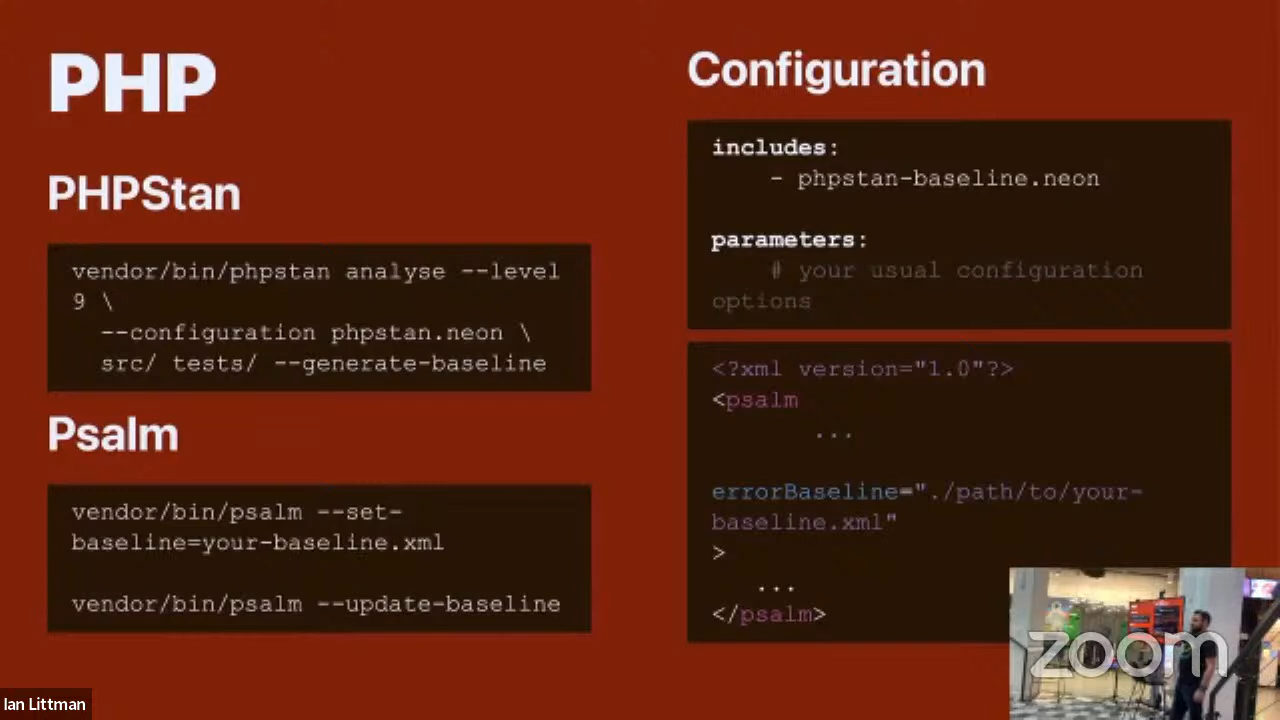 PHP
PHPStan
vendor/bin/phpstan analyse --level
9 \
--configuration phpstan.neon \
src/ tests/ --generate-baseline
Psalm
vendor/bin/psalm --set-
baseline=your-baseline.xml
vendor/bin/psalm --update-baseline
Configuration
includes:
- phpstan-baseline.neon
parameters:
# your usual configuration
options
<?xml version="1.0"?>
<psalm
...
errorBaseline="./path/to/your-
baseline.xml"
>
...
</psalm>
zoom
Ian Littman